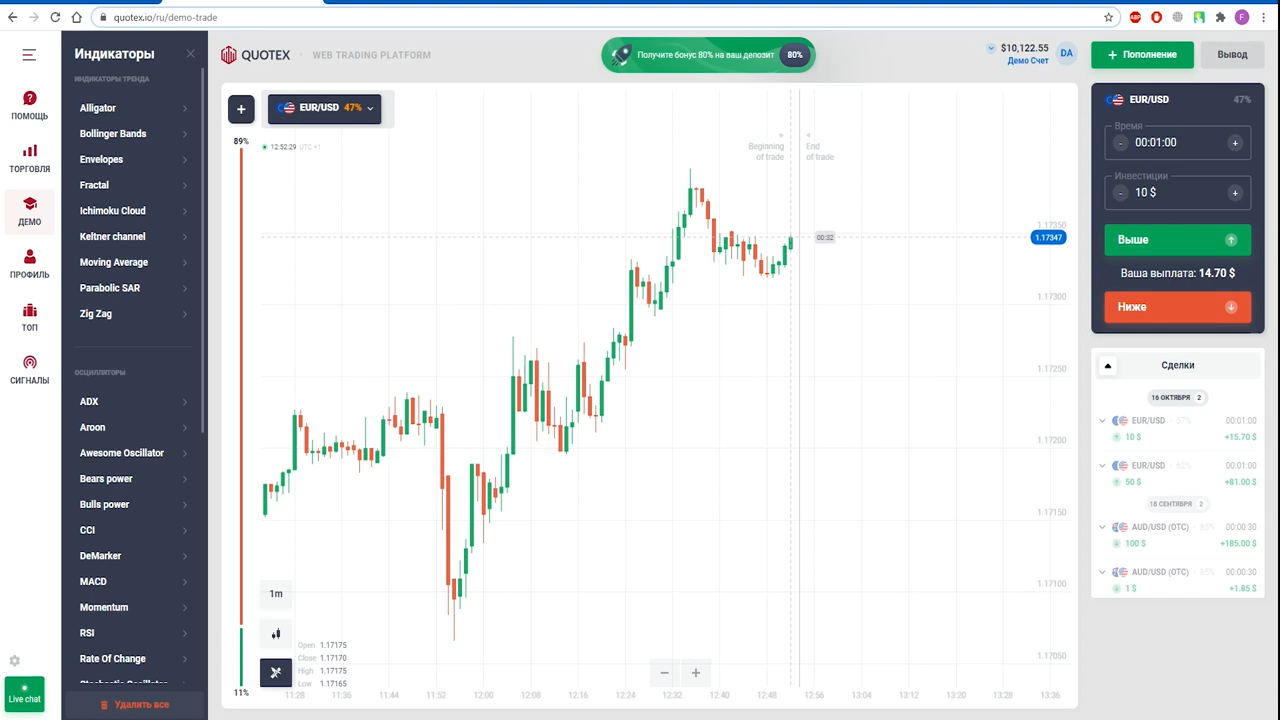 quotex.io/ru/demo-trade
ABP
F
ПОМОЩЬ
ТОРГОВЛЯ
ДЕМО
ПРОФИЛЬ
ТОП
СИГНАЛЫ
Live chat
Индикаторы
ИНДИКАТОРЫ ТРЕНДА
Alligator
Bollinger Bands
Envelopes
Fractal
Ichimoku Cloud
Keltner channel
Moving Average
Parabolic SAR
Zig Zag
ОСЦИЛЛЯТОРЫ
ADX
Aroon
Awesome Oscillator
Bears power
Bulls power
CCI
DeMarker
MACD
Momentum
RSI
Rate Of Change
Stochastic Oscillator
Удалить все
QUOTEX WEB TRADING PLATFORM
Получите бонус 80% на ваш депозит 80%
$10,122.55
Демо Счет
DA
+ Пополнение
Вывод
+
EUR/USD 47%
89%
12:52:29 UTC +1
Beginning of trade
End of trade
00:32
1.17350
1.17347
1.17300
1.17250
1.17200
1.17150
1.17100
1.17050
1m
Open 1.17175
Close 1.17170
High 1.17175
Low 1.17165
11%
11:28 11:36 11:44 11:52 12:00 12:08 12:16 12:24 12:32 12:40 12:48 12:56 13:04 13:12 13:20 13:28 13:36
EUR/USD 47%
Время
- 00:01:00 +
Инвестиции
- 10 $ +
Выше
Ваша выплата: 14.70 $
Ниже
Сделки
16 ОКТЯБРЯ 2
EUR/USD 57% 00:01:00
10 $ +15.70 $
EUR/USD 62% 00:01:00
50 $ +81.00 $
16 СЕНТЯБРЯ 2
AUD/USD (OTC) 85% 00:00:30
100 $ +185.00 $
AUD/USD (OTC) 85% 00:00:30
1 $ +1.85 $